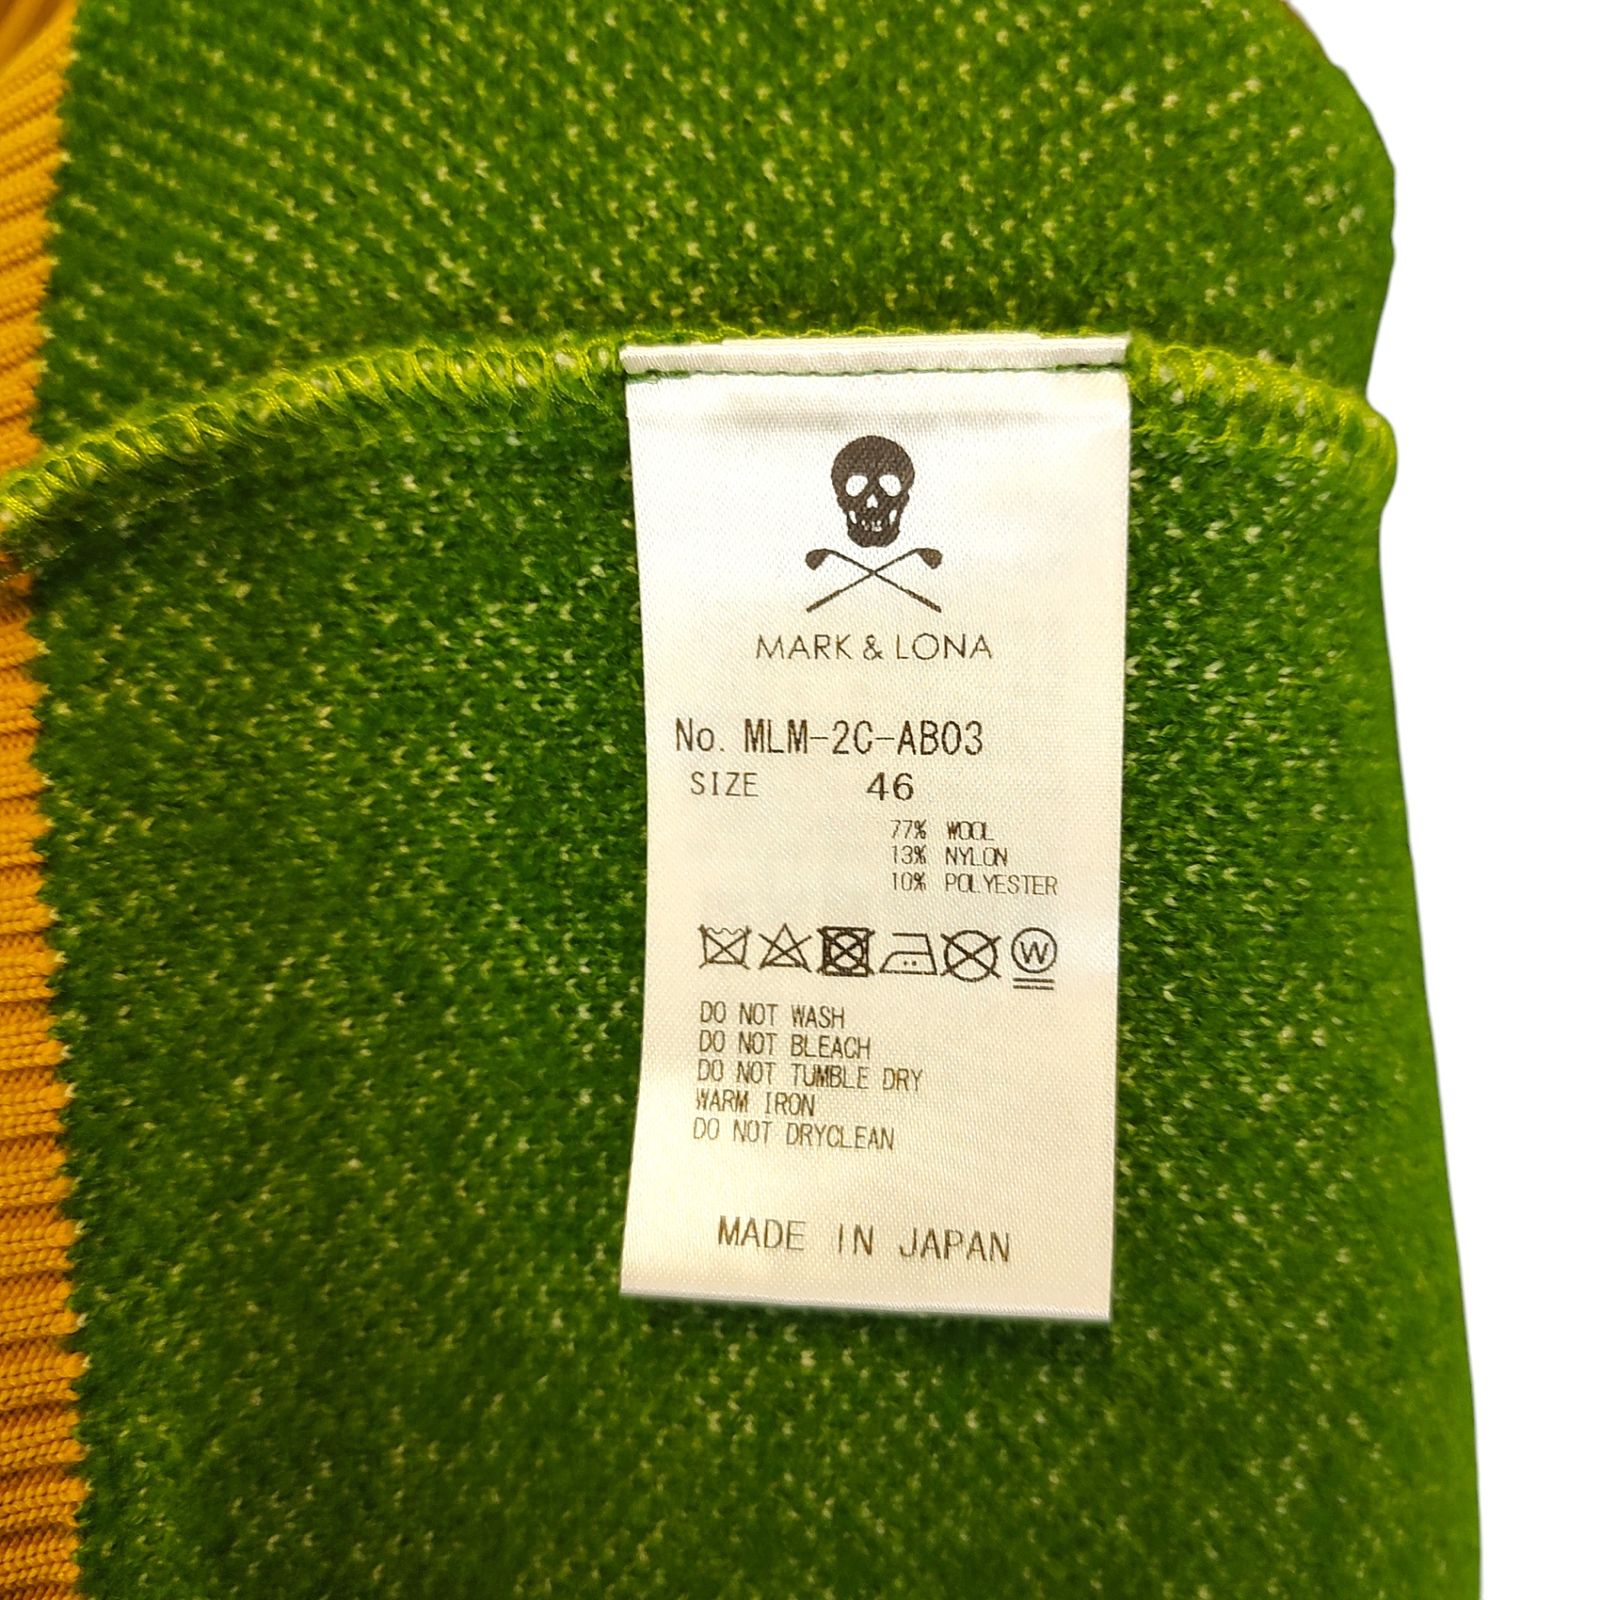 MARK & LONA
No. MLM-2C-AB03
SIZE 46
77% WOOL
13% NYLON
10% POLYESTER
W
DO NOT WASH
DO NOT BLEACH
DO NOT TUMBLE DRY
WARM IRON
DO NOT DRYCLEAN
MADE IN JAPAN